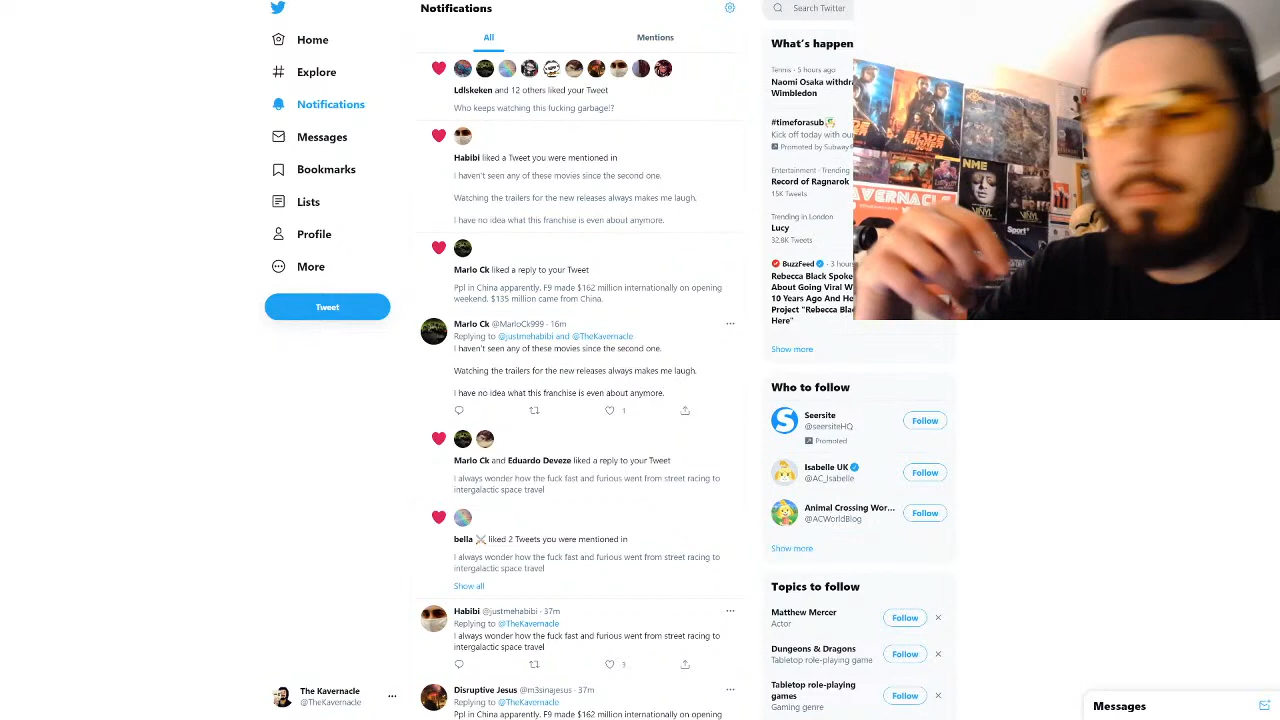 Notifications
Search Twitter
All
Mentions
Home
Explore
Notifications
Messages
Bookmarks
Lists
Profile
More
Tweet
The Kavernacle
@TheKavernacle
Ldlskeken and 12 others liked your Tweet
Who keeps watching this fucking garbage!?
Habibi liked a Tweet you were mentioned in
I haven't seen any of these movies since the second one.
Watching the trailers for the new releases always makes me laugh.
I have no idea what this franchise is even about anymore.
Marlo Ck liked a reply to your Tweet
Ppl in China apparently. F9 made $162 million internationally on opening
weekend. $135 million came from China.
Marlo Ck @MarloCk999 · 16m
Replying to @justmehabibi and @TheKavernacle
I haven't seen any of these movies since the second one.
Watching the trailers for the new releases always makes me laugh.
I have no idea what this franchise is even about anymore.
1
Marlo Ck and Eduardo Deveze liked a reply to your Tweet
I always wonder how the fuck fast and furious went from street racing to
intergalactic space travel
bella liked 2 Tweets you were mentioned in
I always wonder how the fuck fast and furious went from street racing to
intergalactic space travel
Show all
Habibi @justmehabibi · 37m
Replying to @TheKavernacle
I always wonder how the fuck fast and furious went from street racing to
intergalactic space travel
3
Disruptive Jesus @m3sinajesus · 37m
Replying to @TheKavernacle
Ppl in China apparently. F9 made $162 million internationally on opening
What's happen
Tennis · 5 hours ago
Naomi Osaka withdra
Wimbledon
#timeforasub
Kick off today with our
Promoted by Subway
Entertainment · Trending
Record of Ragnarok
15K Tweets
Trending in London
Lucy
32.8K Tweets
BuzzFeed · 3 hours
Rebecca Black Spoke
About Going Viral W
10 Years Ago And He
Project "Rebecca Bla
Here"
Show more
BLADE
RUNNER
NME
VINYL
VINYL
Sport
AVERNACLE
Who to follow
Seersite
@seersiteHQ
Promoted
Follow
Isabelle UK
@AC_Isabelle
Follow
Animal Crossing Wor...
@ACWorldBlog
Follow
Show more
Topics to follow
Matthew Mercer
Actor
Follow
Dungeons & Dragons
Tabletop role-playing game
Follow
Tabletop role-playing
games
Gaming genre
Follow
Messages